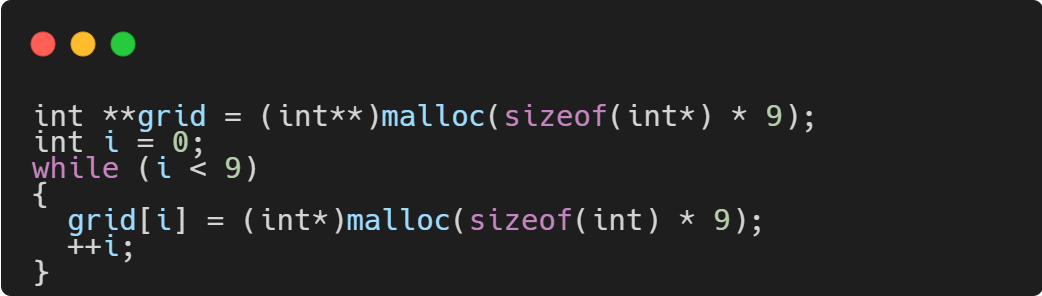 int **grid = (int**)malloc(sizeof(int*) * 9);
int i = 0;
while (i < 9)
{
  grid[i] = (int*)malloc(sizeof(int) * 9);
  ++i;
}